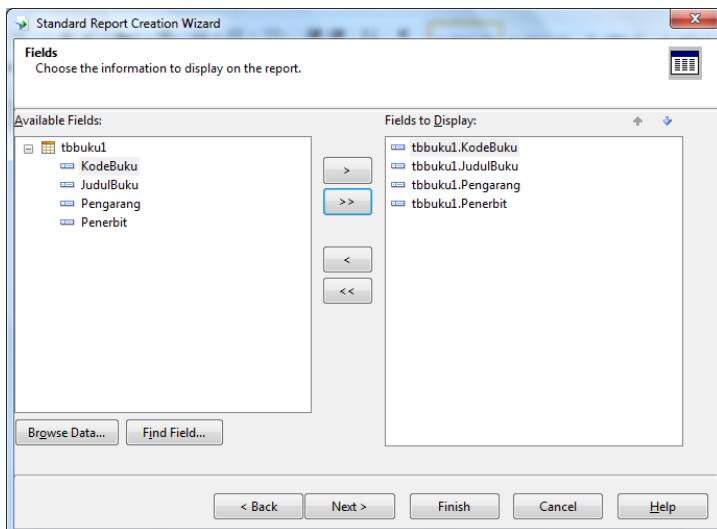 Standard Report Creation Wizard
Fields
Choose the information to display on the report.
Available Fields:
tbbuku1
KodeBuku
JudulBuku
Pengarang
Penerbit
>
>>
<
<<
Fields to Display:
tbbuku1.KodeBuku
tbbuku1.JudulBuku
tbbuku1.Pengarang
tbbuku1.Penerbit
Browse Data...
Find Field...
< Back
Next >
Finish
Cancel
Help